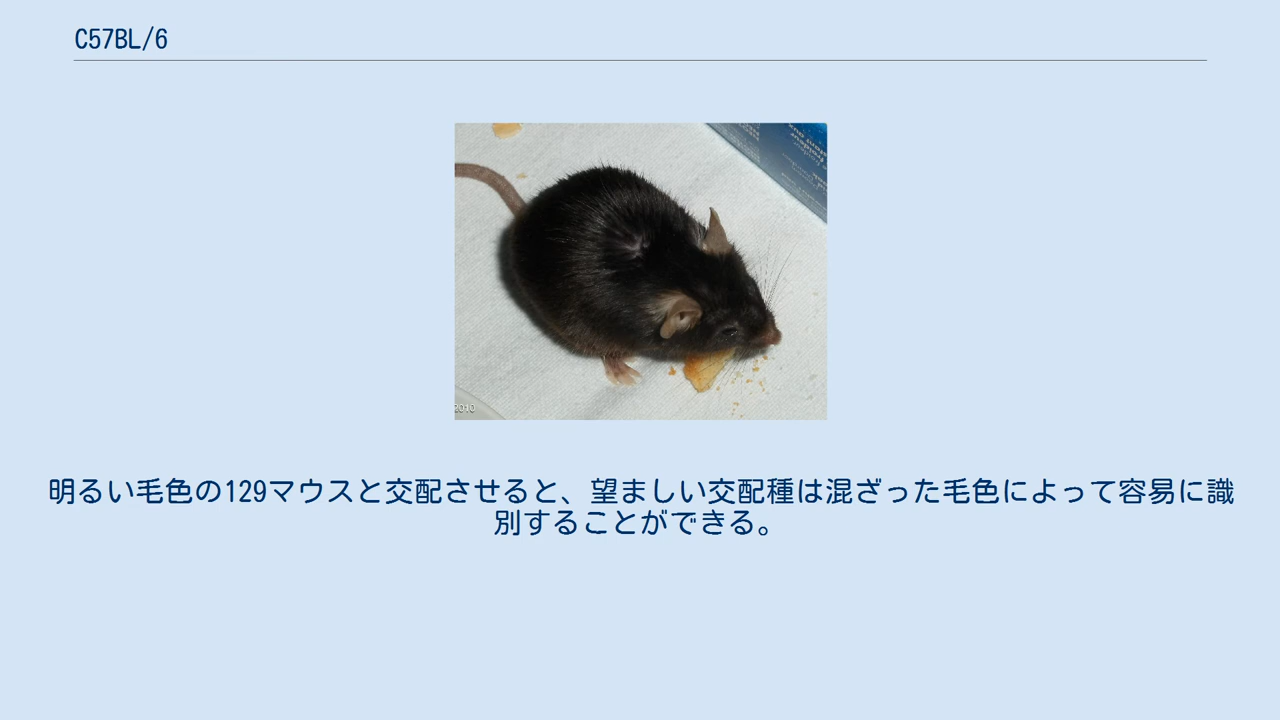 C57BL/6
2010
明るい毛色の129マウスと交配させると、望ましい交配種は混ざった毛色によって容易に識
別することができる。